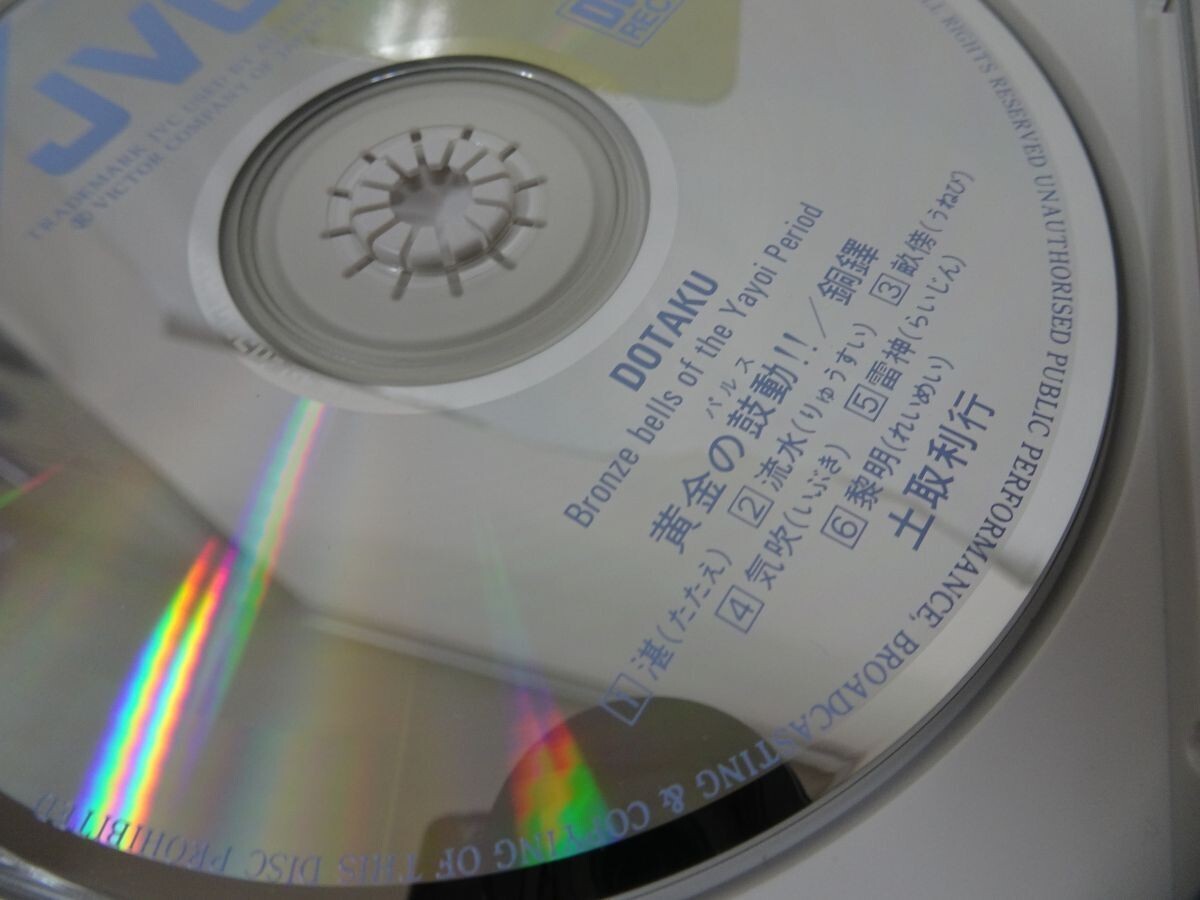 JVC
TRADEMARK JVC USED BY
℗ VICTOR COMPANY OF JAPAN
REC
DOTAKU
Bronze bells of the Yayoi Period
パルス
黄金の鼓動!!／銅鐸
1 湛(たたえ) 2 流水(りゅうすい) 3 畝傍(うねび)
4 気吹(いぶき) 5 雷神(らいじん)
6 黎明(れいめい)
土取利行
ALL RIGHTS RESERVED UNAUTHORISED PUBLIC PERFORMANCE, BROADCASTING & COPYING OF THIS DISC PROHIBITED